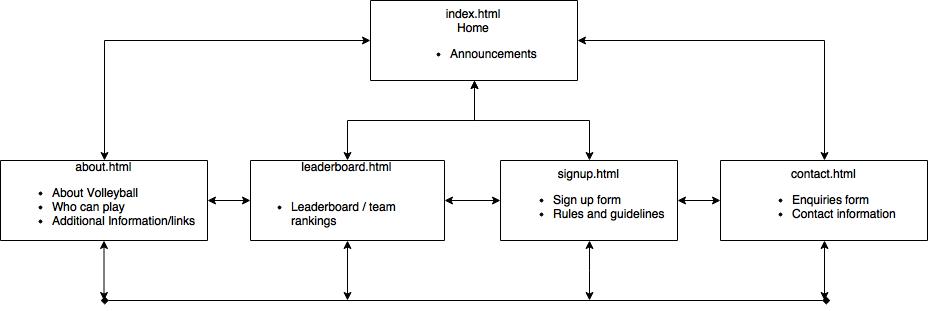 index.html
Home
• Announcements
about.html
• About Volleyball
• Who can play
• Additional Information/links
leaderboard.html
• Leaderboard / team
rankings
signup.html
• Sign up form
• Rules and guidelines
contact.html
• Enquiries form
• Contact information